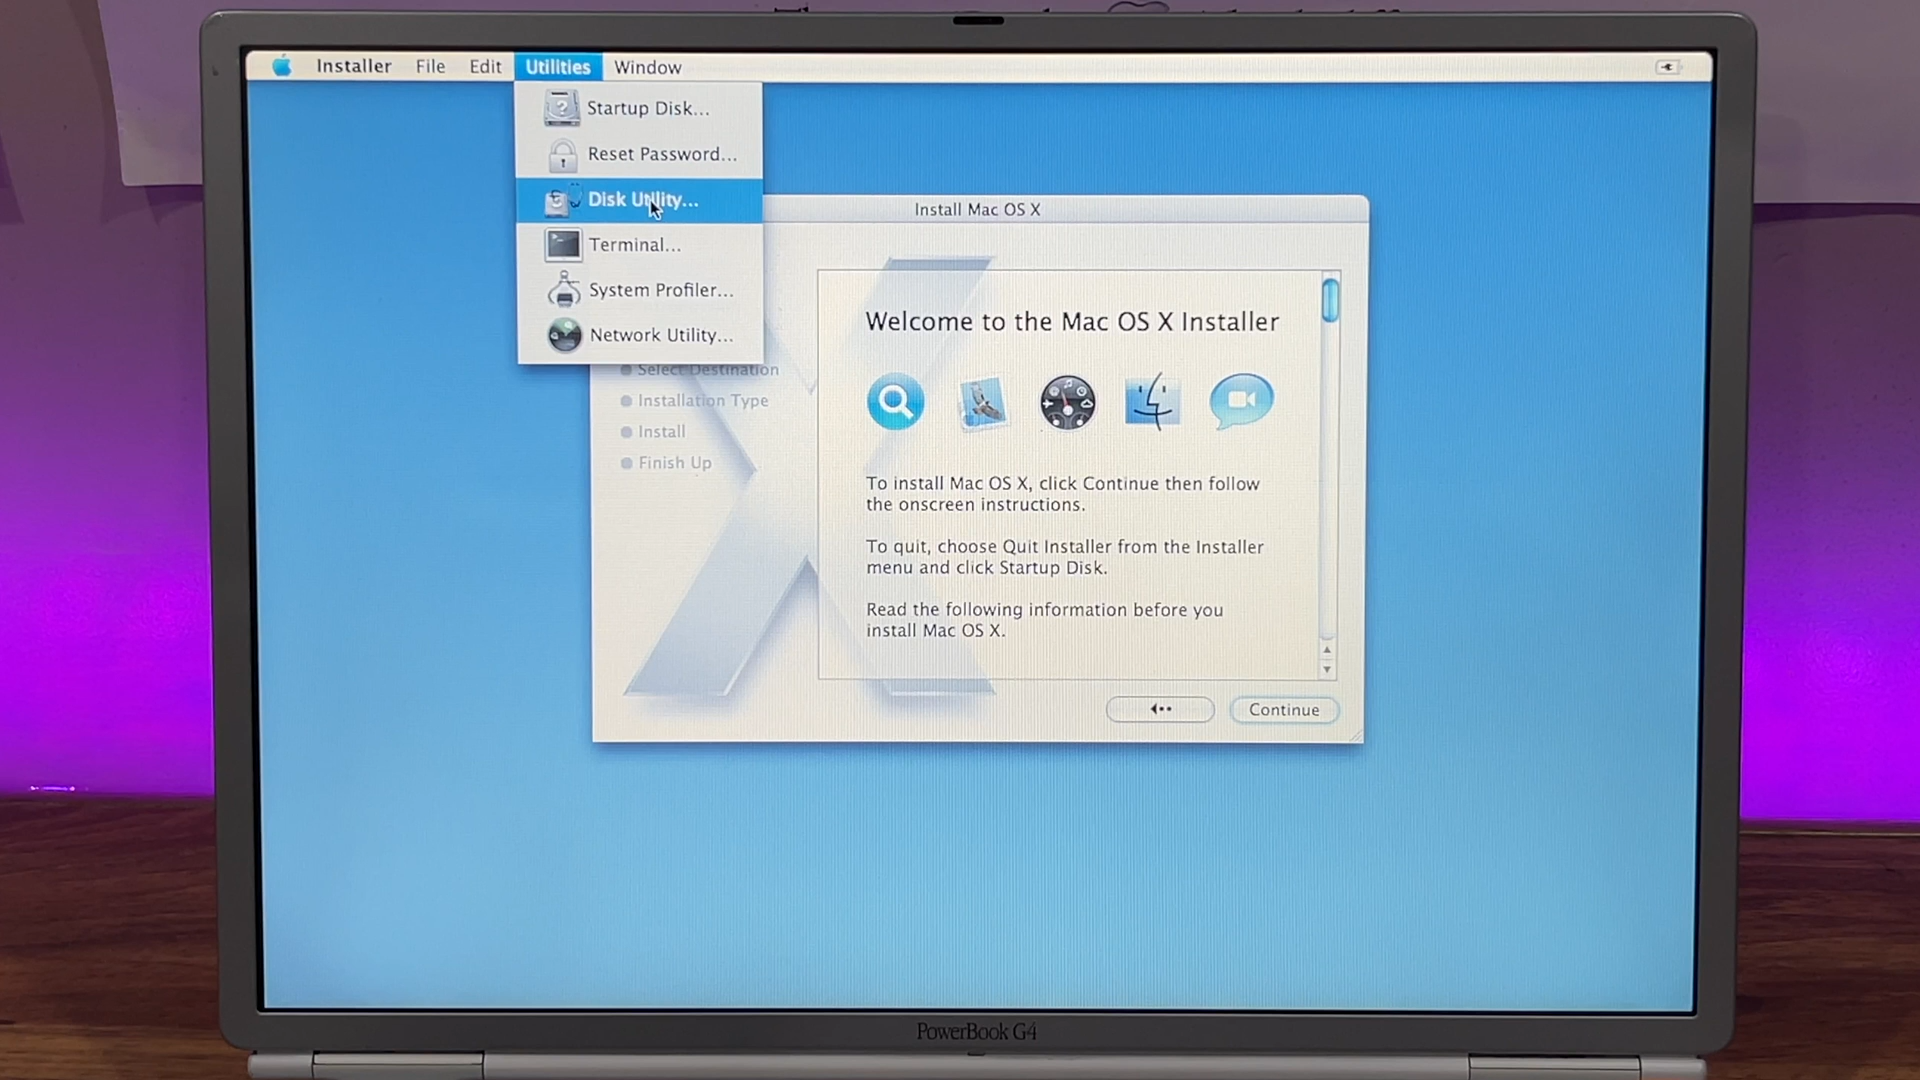 Installer File Edit Utilities Window
Startup Disk...
Reset Password...
Disk Utility...
Terminal...
System Profiler...
Network Utility...
Install Mac OS X
Select Destination
Installation Type
Install
Finish Up
Welcome to the Mac OS X Installer
To install Mac OS X, click Continue then follow
the onscreen instructions.
To quit, choose Quit Installer from the Installer
menu and click Startup Disk.
Read the following information before you
install Mac OS X.
Continue
PowerBook G4